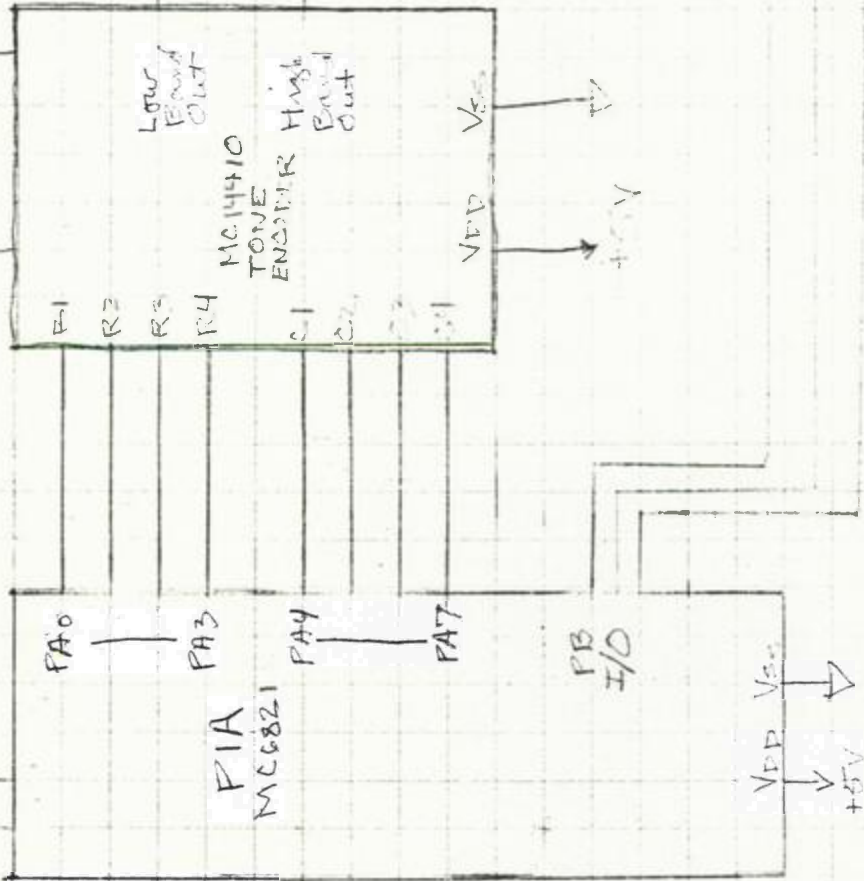 PA0
PA3
PA4
PA7
PIA
MC6821
PB
I/O
VDD
VSS
+5V
R1
R2
R3
R4
C1
C2
MC14410
TONE
ENCODER
Low
Band
Out
High
Band
Out
VDD
VSS